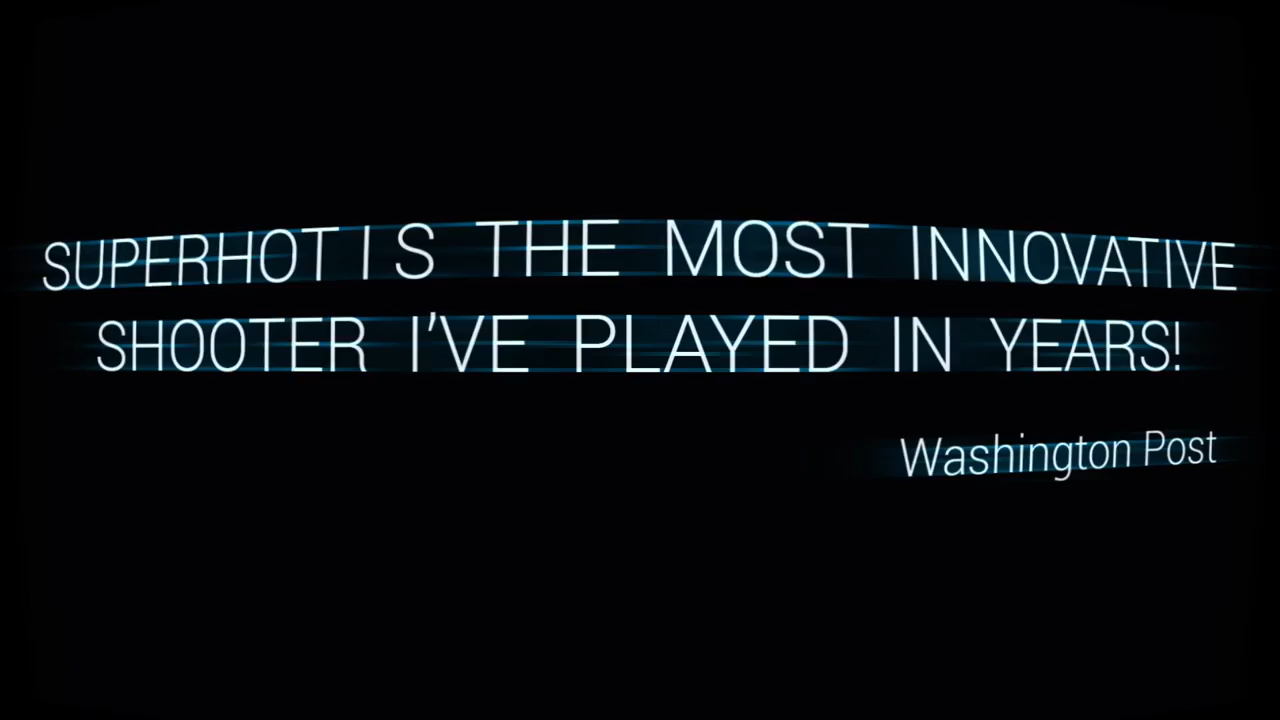 SUPERHOT IS THE MOST INNOVATIVE
SHOOTER I'VE PLAYED IN YEARS!
Washington Post